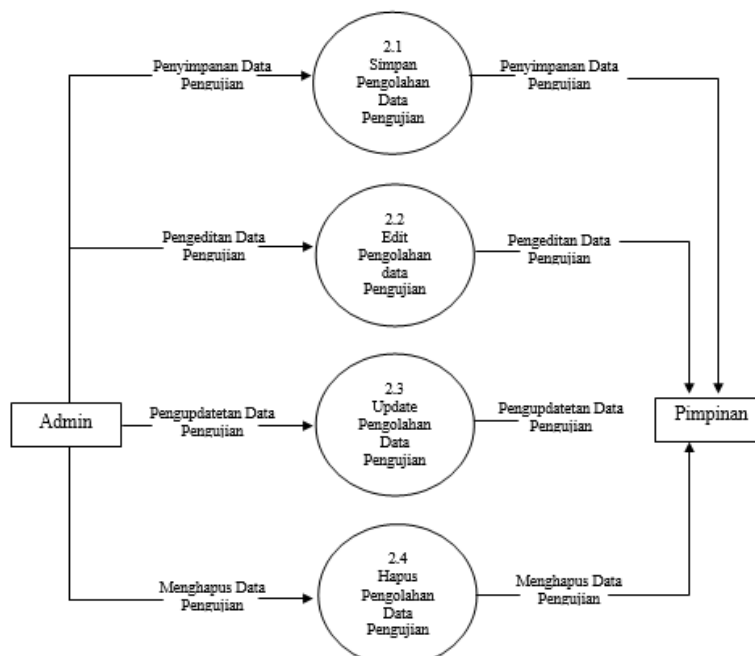 2.1
Simpan
Pengolahan
Data
Pengujian
Penyimpanan Data
Pengujian
Penyimpanan Data
Pengujian
2.2
Edit
Pengolahan
data
Pengujian
Pengeditan Data
Pengujian
Pengeditan Data
Pengujian
2.3
Update
Pengolahan
Data
Pengujian
Admin
Pengupdatetan Data
Pengujian
Pengupdatetan Data
Pengujian
Pimpinan
2.4
Hapus
Pengolahan
Data
Pengujian
Menghapus Data
Pengujian
Menghapus Data
Pengujian